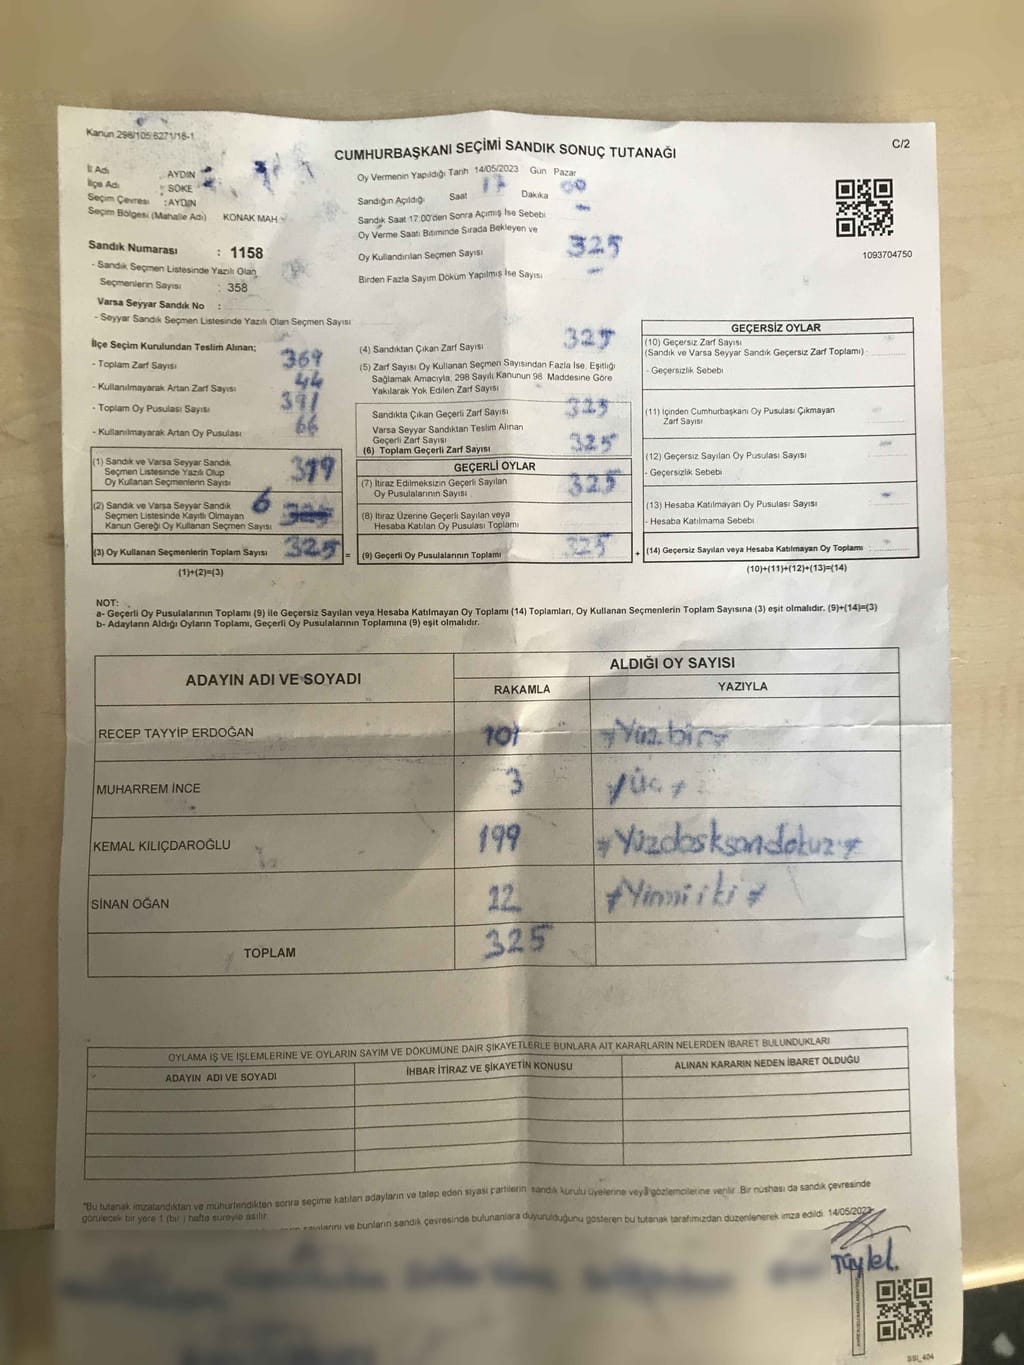 Kanun 298/105 6271/16-1
CUMHURBAŞKANI SEÇİMİ SANDIK SONUÇ TUTANAĞI
C/2
İl Adı : AYDIN
İlçe Adı : SÖKE
Seçim Çevresi : AYDIN
Seçim Bölgesi (Mahalle Adı) KONAK MAH
Oy Vermenin Yapıldığı Tarih 14/05/2023 Gün Pazar
Sandığın Açıldığı Saat 17 Dakika 00
Sandık Saat 17:00'den Sonra Açımış İse Sebebi
Oy Verme Saati Bitiminde Sırada Bekleyen ve
Oy Kullandırılan Seçmen Sayısı 325
Birden Fazla Sayım Döküm Yapılmış İse Sayısı
1093704750
Sandık Numarası : 1158
- Sandık Seçmen Listesinde Yazılı Olan
Seçmenlerin Sayısı : 358
Varsa Seyyar Sandık No :
- Seyyar Sandık Seçmen Listesinde Yazılı Olan Seçmen Sayısı
İlçe Seçim Kurulundan Teslim Alınan;
- Toplam Zarf Sayısı : 369
- Kullanılmayarak Artan Zarf Sayısı : 44
- Toplam Oy Pusulası Sayısı : 391
- Kullanılmayarak Artan Oy Pusulası : 66
(1) Sandık ve Varsa Seyyar Sandık
Seçmen Listesinde Yazılı Olup
Oy Kullanan Seçmenlerin Sayısı 319
(2) Sandık ve Varsa Seyyar Sandık
Seçmen Listesinde Kayıtlı Olmayan
Kanun Gereği Oy Kullanan Seçmen Sayısı 6
(3) Oy Kullanan Seçmenlerin Toplam Sayısı 325 =
(1)+(2)=(3)
(4) Sandıktan Çıkan Zarf Sayısı 325
(5) Zarf Sayısı Oy Kullanan Seçmen Sayısından Fazla İse, Eşitliği
Sağlamak Amacıyla, 298 Sayılı Kanunun 98. Maddesine Göre
Yakılarak Yok Edilen Zarf Sayısı
Sandıkta Çıkan Geçerli Zarf Sayısı 325
Varsa Seyyar Sandıktan Teslim Alınan
Geçerli Zarf Sayısı
(6) Toplam Geçerli Zarf Sayısı 325
GEÇERLİ OYLAR
(7) İtiraz Edilmeksizin Geçerli Sayılan
Oy Pusulalarının Sayısı 325
(8) İtiraz Üzerine Geçerli Sayılan veya
Hesaba Katılan Oy Pusulası Toplamı
(9) Geçerli Oy Pusulalarının Toplamı 325 +
GEÇERSİZ OYLAR
(10) Geçersiz Zarf Sayısı
(Sandık ve Varsa Seyyar Sandık Geçersiz Zarf Toplamı) :
- Geçersizlik Sebebi
(11) İçinden Cumhurbaşkanı Oy Pusulası Çıkmayan
Zarf Sayısı
(12) Geçersiz Sayılan Oy Pusulası Sayısı
- Geçersizlik Sebebi
(13) Hesaba Katılmayan Oy Pusulası Sayısı
- Hesaba Katılmama Sebebi
(14) Geçersiz Sayılan veya Hesaba Katılmayan Oy Toplamı :
(10)+(11)+(12)+(13)=(14)
NOT:
a- Geçerli Oy Pusulalarının Toplamı (9) ile Geçersiz Sayılan veya Hesaba Katılmayan Oy Toplamı (14) Toplamları, Oy Kullanan Seçmenlerin Toplam Sayısına (3) eşit olmalıdır. (9)+(14)=(3)
b- Adayların Aldığı Oyların Toplamı, Geçerli Oy Pusulalarının Toplamına (9) eşit olmalıdır.
ADAYIN ADI VE SOYADI
ALDIĞI OY SAYISI
RAKAMLA YAZIYLA
RECEP TAYYİP ERDOĞAN 101 Yüz bir
MUHARREM İNCE 3 Üç
KEMAL KILIÇDAROĞLU 199 Yüzdosksandokuz
SİNAN OĞAN 22 Yirmi iki
TOPLAM 325
OYLAMA İŞ VE İŞLEMLERİNE VE OYLARIN SAYIM VE DÖKÜMÜNE DAİR ŞİKAYETLERLE BUNLARA AİT KARARLARIN NELERDEN İBARET BULUNDUKLARI
ADAYIN ADI VE SOYADI İHBAR İTİRAZ VE ŞİKAYETİN KONUSU ALINAN KARARIN NEDEN İBARET OLDUĞU
"Bu tutanak imzalandıktan ve mühürlendikten sonra seçime katılan adayların ve talep eden siyasi partilerin sandık kurulu üyelerine veya gözlemcilerine verilir. Bir nüshası da sandık çevresinde
görülecek bir yere 1 (bir) hafta süreyle asılır.
sayılarını ve bunların sandık çevresinde bulunanlara duyurulduğunu gösteren bu tutanak tarafımızdan düzenlenerek imza edildi. 14/05/2023
SSI_404